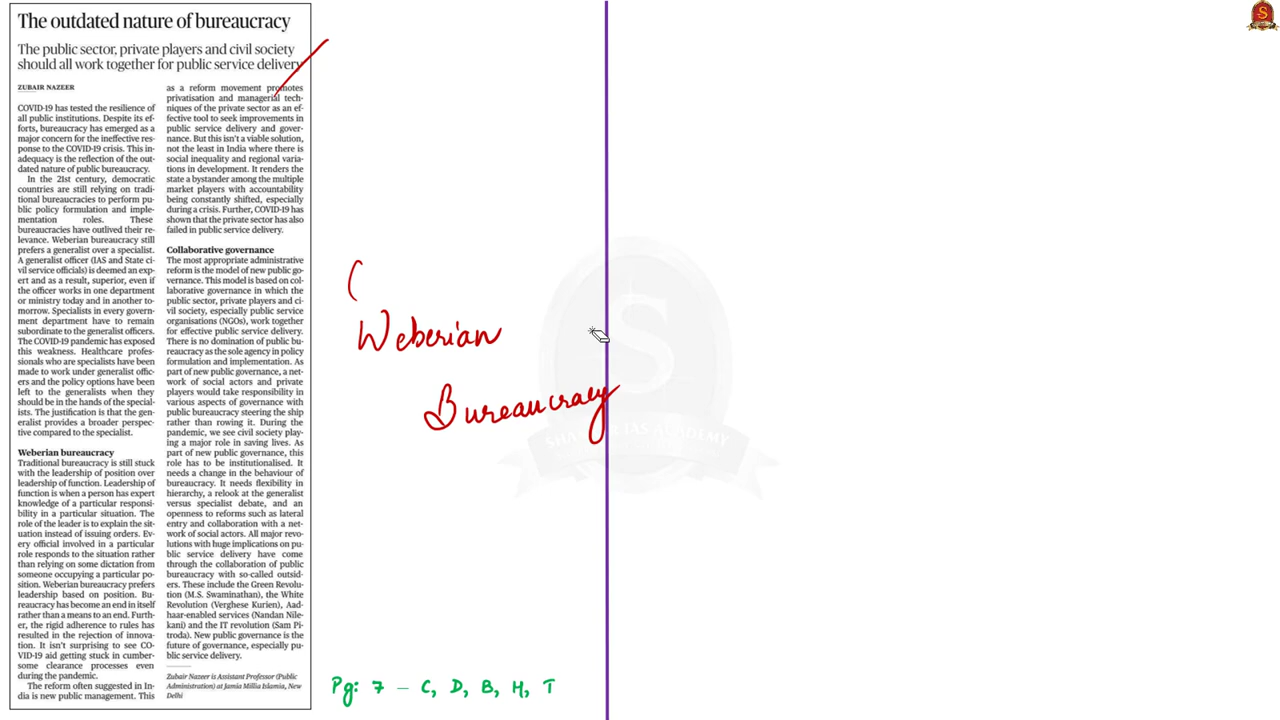 The outdated nature of bureaucracy
The public sector, private players and civil society
should all work together for public service delivery
ZUBAIR NAZEER
COVID-19 has tested the resilience of
all public institutions. Despite its ef-
forts, bureaucracy has emerged as a
major concern for the ineffective res-
ponse to the COVID-19 crisis. This in-
adequacy is the reflection of the out-
dated nature of public bureaucracy.
In the 21st century, democratic
countries are still relying on tradi-
tional bureaucracies to perform pu-
blic policy formulation and imple-
mentation roles. These
bureaucracies have outlived their re-
levance. Weberian bureaucracy still
prefers a generalist over a specialist.
A generalist officer (IAS and State ci-
vil service officials) is deemed an exp-
ert and as a result, superior, even if
the officer works in one department
or ministry today and in another to-
morrow. Specialists in every govern-
ment department have to remain
subordinate to the generalist officers.
The COVID-19 pandemic has exposed
this weakness. Healthcare profes-
sionals who are specialists have been
made to work under generalist offic-
ers and the policy options have been
left to the generalists when they
should be in the hands of the special-
ists. The justification is that the gen-
eralist provides a broader perspec-
tive compared to the specialist.
Weberian bureaucracy
Traditional bureaucracy is still stuck
with the leadership of position over
leadership of function. Leadership of
function is when a person has expert
knowledge of a particular responsi-
bility in a particular situation. The
role of the leader is to explain the sit-
uation instead of issuing orders. Ev-
ery official involved in a particular
role responds to the situation rather
than relying on some dictation from
someone occupying a particular po-
sition. Weberian bureaucracy prefers
leadership based on position. Bu-
reaucracy has become an end in itself
rather than a means to an end. Furth-
er, the rigid adherence to rules has
resulted in the rejection of innova-
tion. It isn't surprising to see CO-
VID-19 aid getting stuck in cumber-
some clearance processes even
during the pandemic.
The reform often suggested in In-
dia is new public management. This
as a reform movement promotes
privatisation and managerial tech-
niques of the private sector as an ef-
fective tool to seek improvements in
public service delivery and gover-
nance. But this isn't a viable solution,
not the least in India where there is
social inequality and regional varia-
tions in development. It renders the
state a bystander among the multiple
market players with accountability
being constantly shifted, especially
during a crisis. Further, COVID-19 has
shown that the private sector has also
failed in public service delivery.
Collaborative governance
The most appropriate administrative
reform is the model of new public go-
vernance. This model is based on col-
laborative governance in which the
public sector, private players and ci-
vil society, especially public service
organisations (NGOs), work together
for effective public service delivery.
There is no domination of public bu-
reaucracy as the sole agency in policy
formulation and implementation. As
part of new public governance, a net-
work of social actors and private
players would take responsibility in
various aspects of governance with
public bureaucracy steering the ship
rather than rowing it. During the
pandemic, we see civil society play-
ing a major role in saving lives. As
part of new public governance, this
role has to be institutionalised. It
needs a change in the behaviour of
bureaucracy. It needs flexibility in
hierarchy, a relook at the generalist
versus specialist debate, and an
openness to reforms such as lateral
entry and collaboration with a net-
work of social actors. All major revo-
lutions with huge implications on pu-
blic service delivery have come
through the collaboration of public
bureaucracy with so-called outsid-
ers. These include the Green Revolu-
tion (M.S. Swaminathan), the White
Revolution (Verghese Kurien), Aad-
haar-enabled services (Nandan Nile-
kani) and the IT revolution (Sam Pi-
troda). New public governance is the
future of governance, especially pu-
blic service delivery.
Zubair Nazeer is Assistant Professor (Public
Administration) at Jamia Millia Islamia, New
Delhi
(
Weberian
Bureaucracy
Pg: 7 – C, D, B, H, T